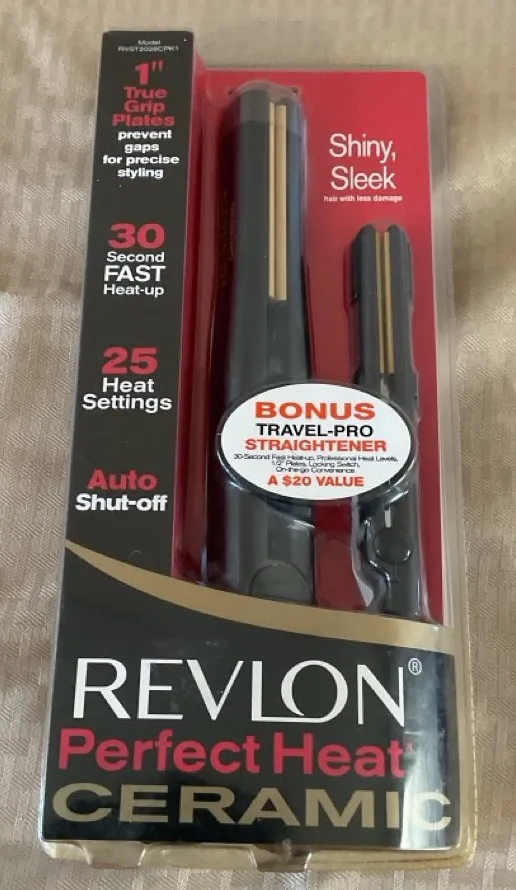 Model
RVST2028CPK1
1"
True
Grip
Plates
prevent
gaps
for precise
styling
30
Second
FAST
Heat-up
25
Heat
Settings
Auto
Shut-off
Shiny,
Sleek
hair with less damage
BONUS
TRAVEL-PRO
STRAIGHTENER
30-Second Fast Heat-up, Professional Heat Levels,
1/2" Plates, Locking Switch,
On-the-go Convenience
A $20 VALUE
REVLON®
Perfect Heat
CERAMIC